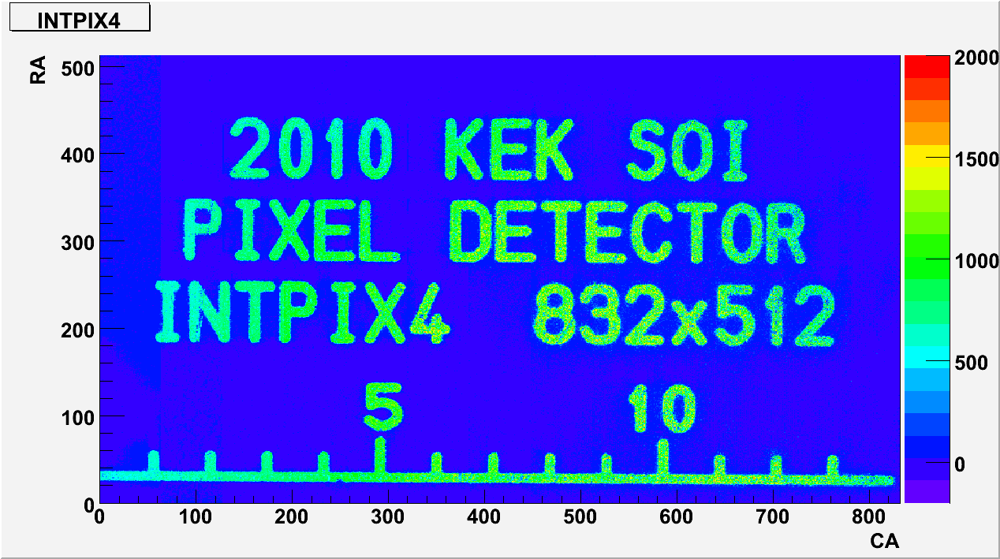 INTPIX4
RA
500
400
300
200
100
0
2010 KEK SOI
PIXEL DETECTOR
INTPIX4 832x512
5 10
0 100 200 300 400 500 600 700 800
CA
2000
1500
1000
500
0